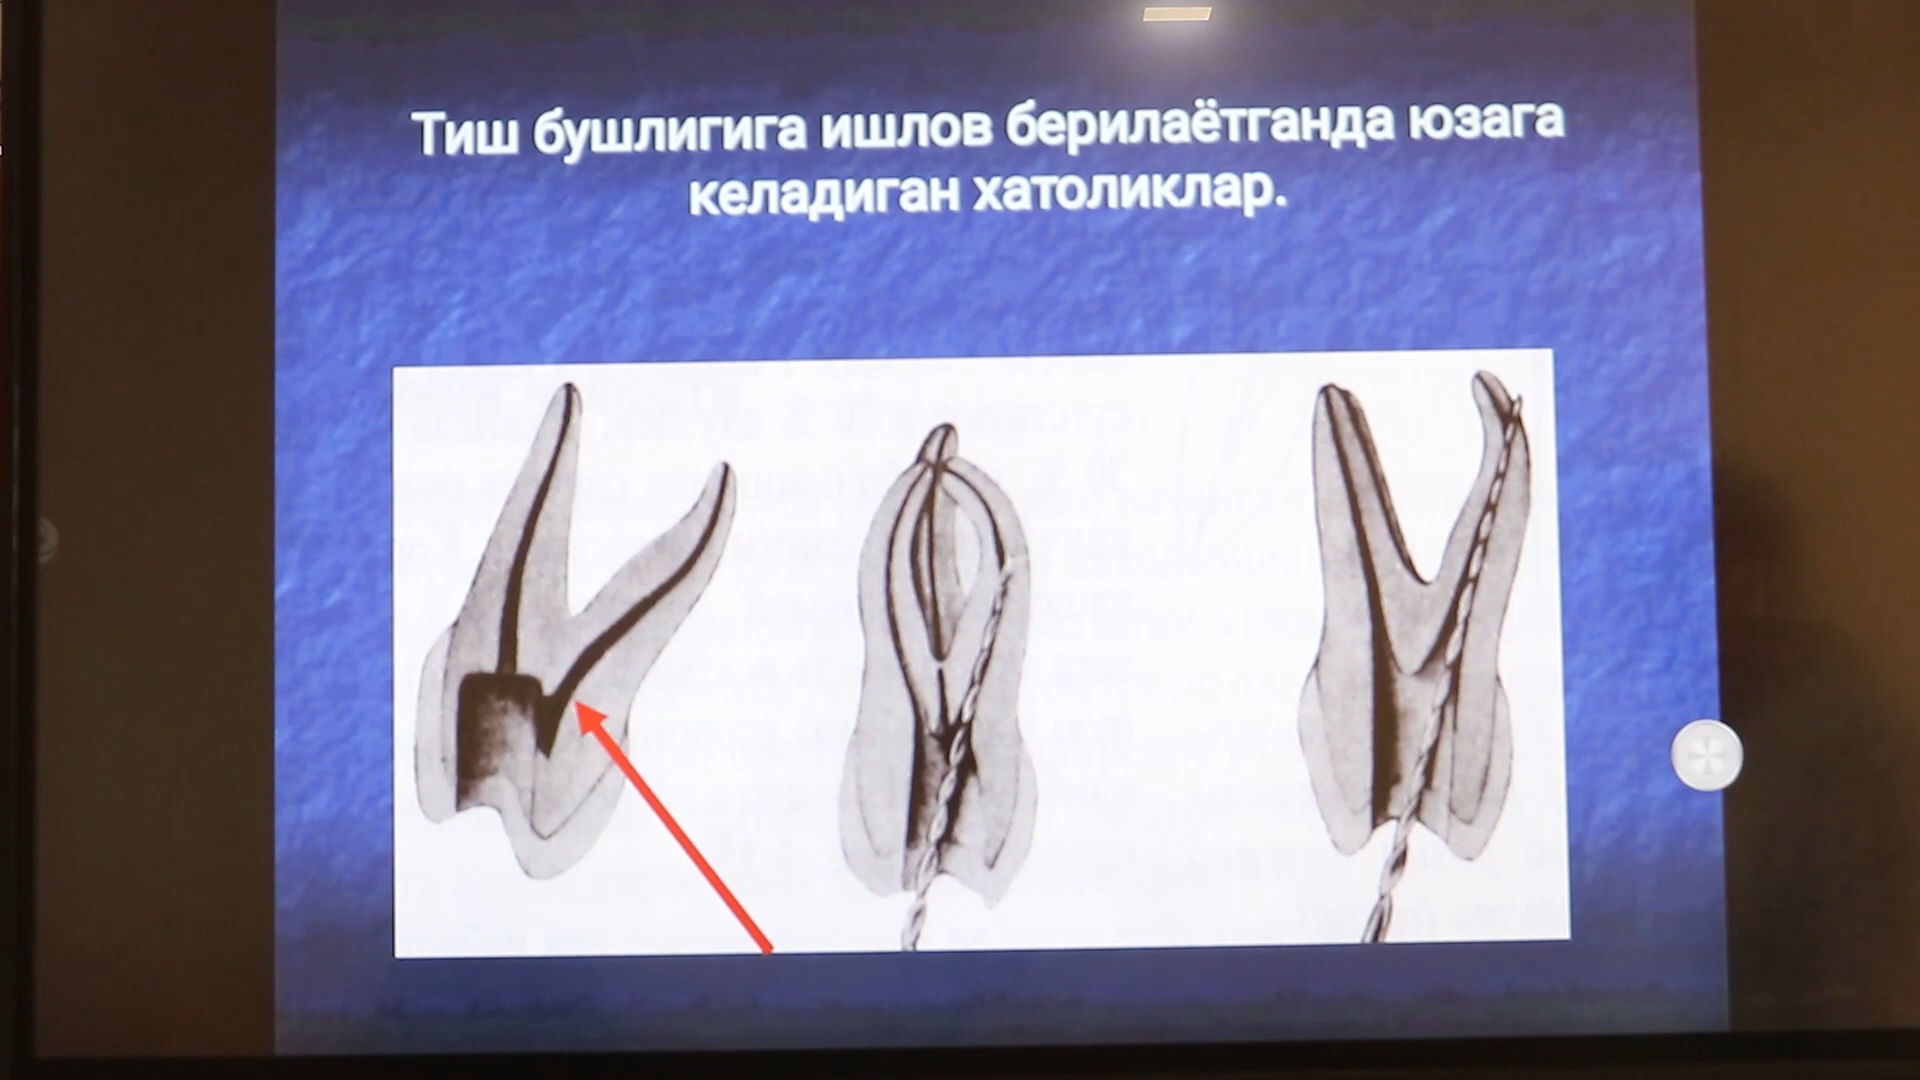 Тиш бушлигига ишлов берилаётганда юзага
келадиган хатоликлар.